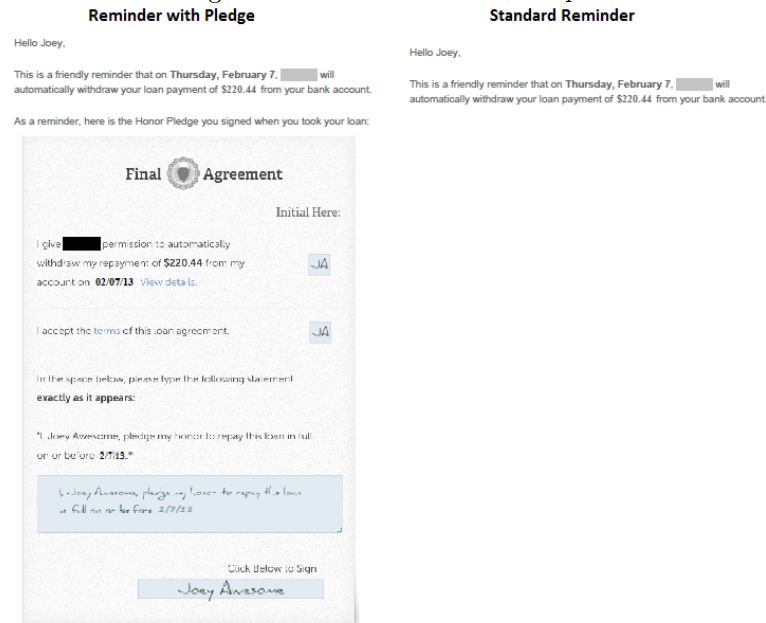 Reminder with Pledge
Hello Joey,
This is a friendly reminder that on Thursday, February 7, will
automatically withdraw your loan payment of $220.44 from your bank account.
As a reminder, here is the Honor Pledge you signed when you took your loan:
Final Agreement
Initial Here:
I give permission to automatically
withdraw my repayment of $220.44 from my
account on 02/07/13 View details.
JA
I accept the terms of this loan agreement.
JA
In the space below, please type the following statement
exactly as it appears:
"I, Joey Awesome, pledge my honor to repay this loan in full
on or before 2/7/13."
I, Joey Awesome, pledge my honor to repay this loan
in full on or before 2/7/13
Click Below to Sign
Joey Awesome
Standard Reminder
Hello Joey,
This is a friendly reminder that on Thursday, February 7, will
automatically withdraw your loan payment of $220.44 from your bank account